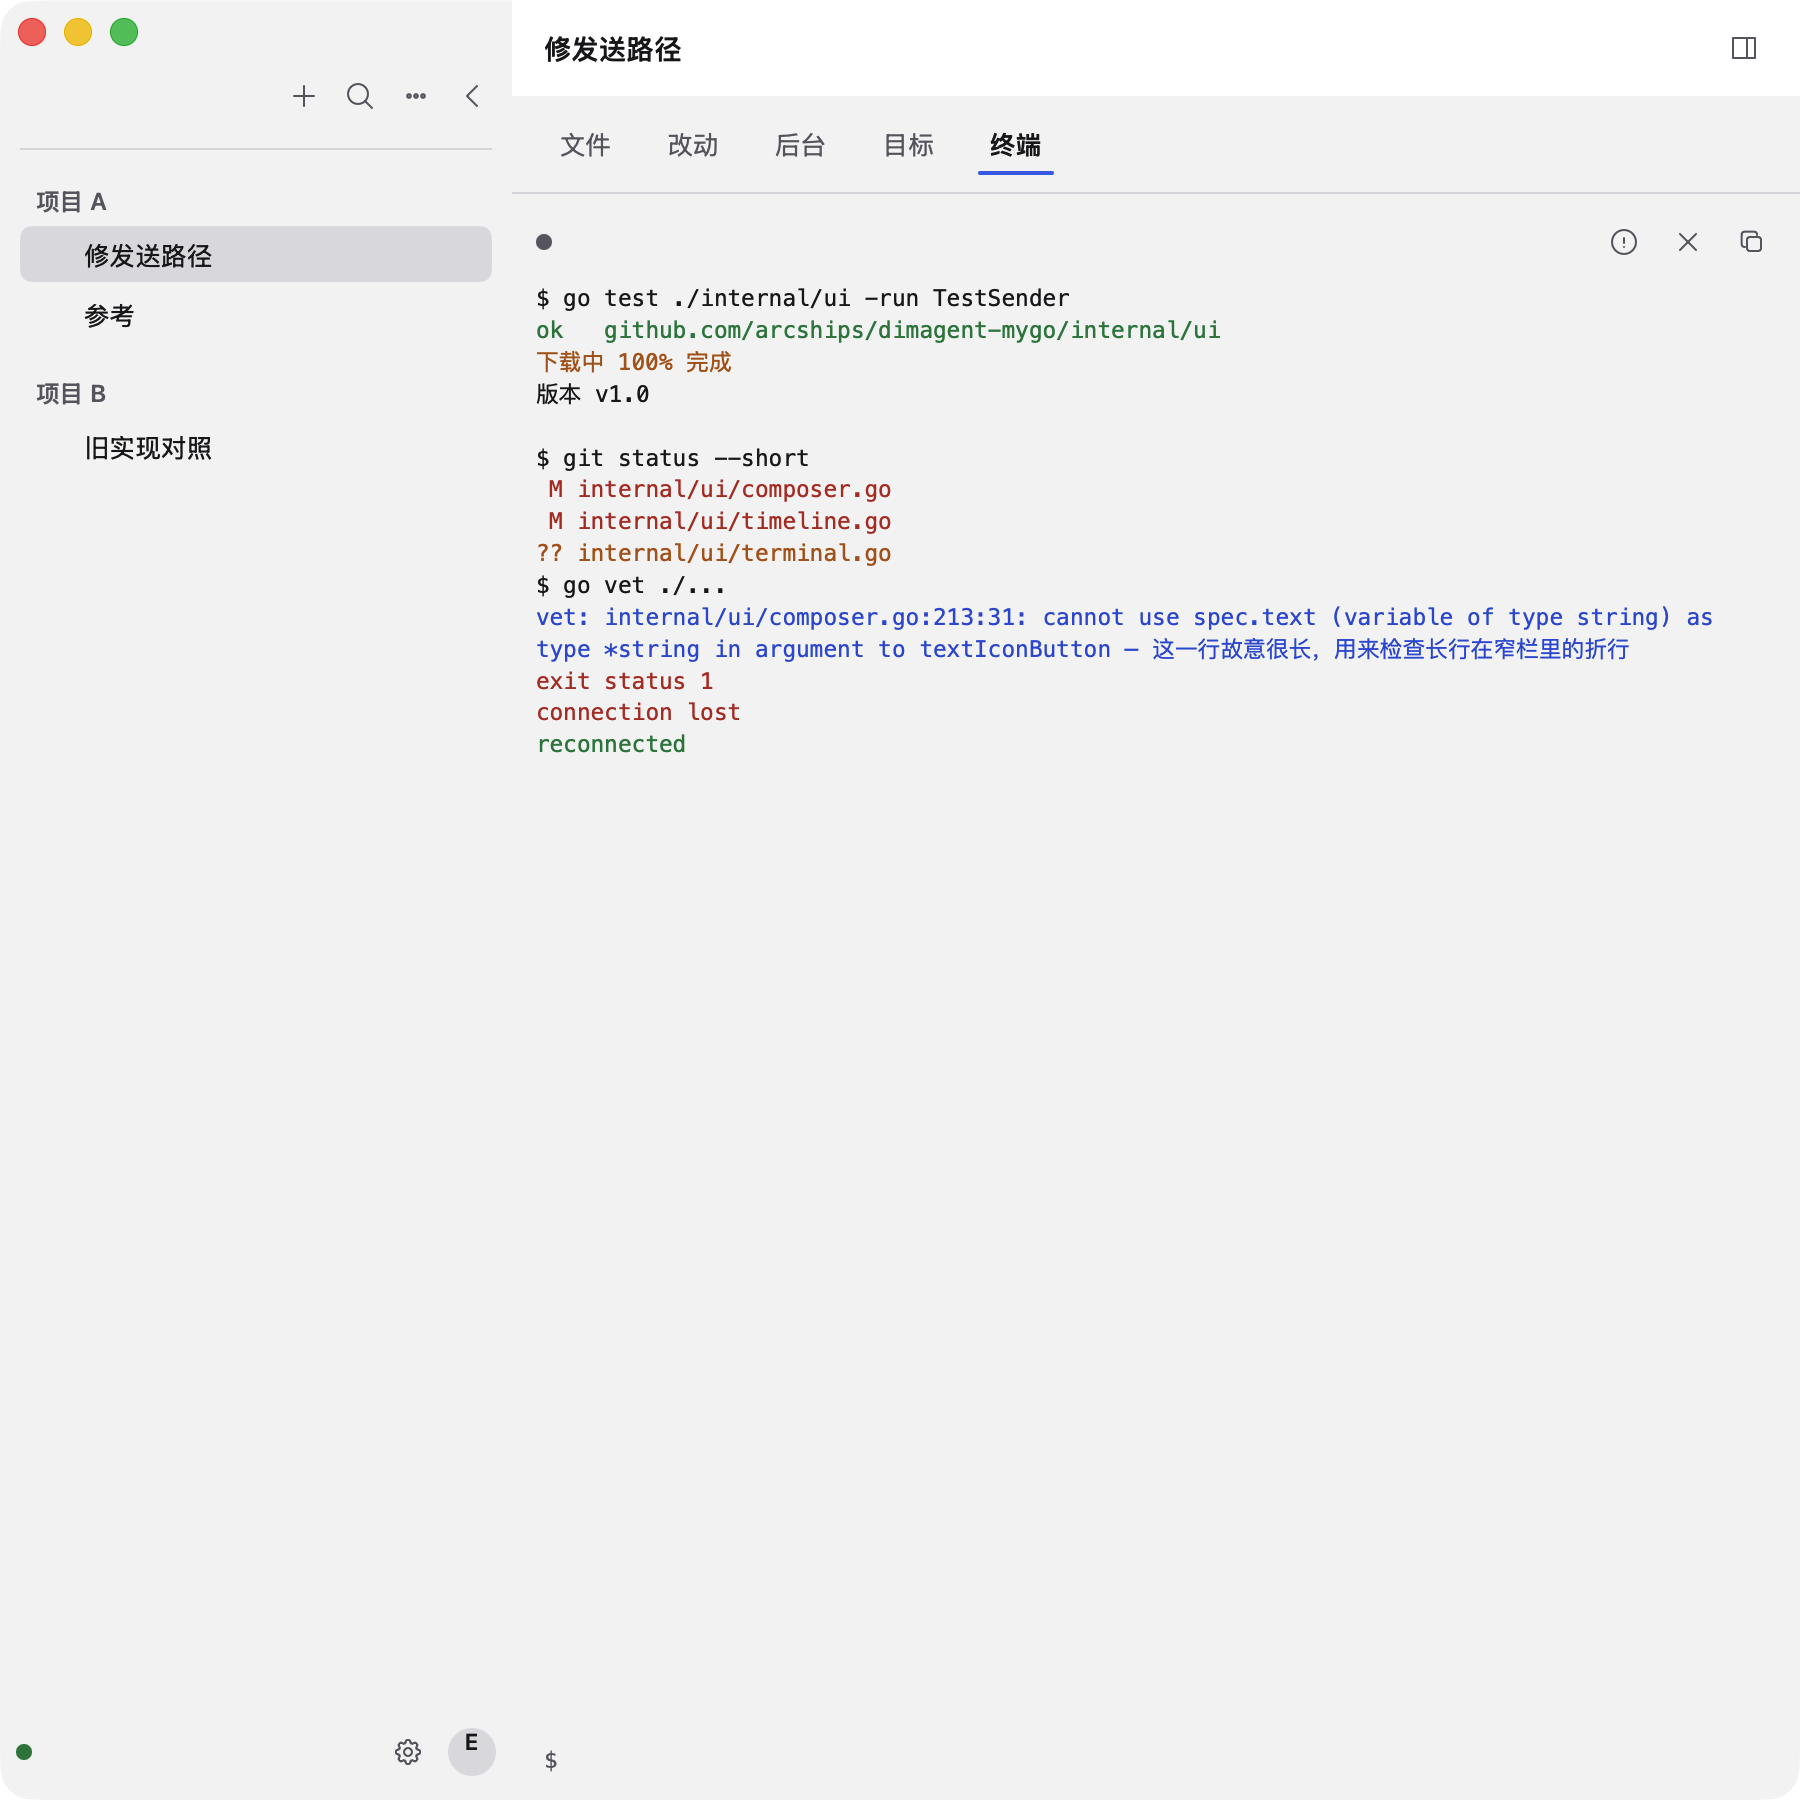 修发送路径
项目 A
修发送路径
参考
项目 B
旧实现对照
文件 改动 后台 目标 终端
$ go test ./internal/ui -run TestSender
ok   github.com/arcships/dimagent-mygo/internal/ui
下载中 100% 完成
版本 v1.0
$ git status --short
 M internal/ui/composer.go
 M internal/ui/timeline.go
?? internal/ui/terminal.go
$ go vet ./...
vet: internal/ui/composer.go:213:31: cannot use spec.text (variable of type string) as
type *string in argument to textIconButton — 这一行故意很长，用来检查长行在窄栏里的折行
exit status 1
connection lost
reconnected
E
$